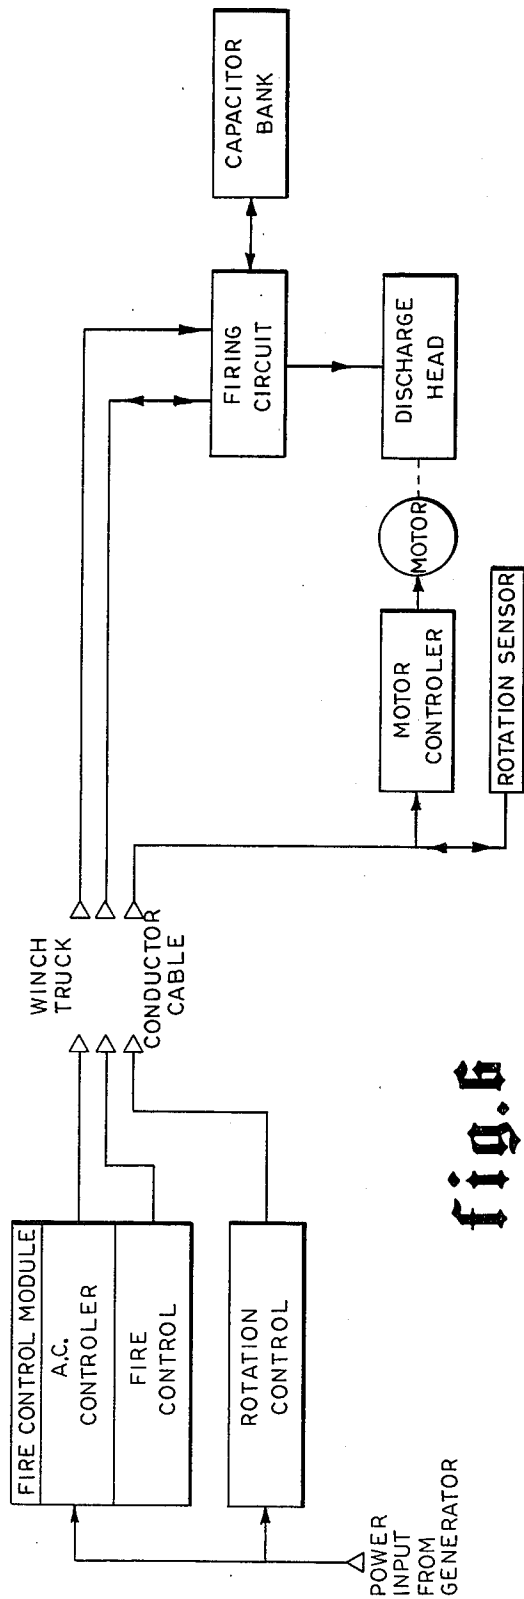 FIRE CONTROL MODULE
A.C.
CONTROLER
FIRE
CONTROL
ROTATION
CONTROL
POWER
INPUT
FROM
GENERATOR
WINCH
TRUCK
CONDUCTOR
CABLE
FIRING
CIRCUIT
CAPACITOR
BANK
DISCHARGE
HEAD
MOTOR
MOTOR
CONTROLER
ROTATION SENSOR
fig.6